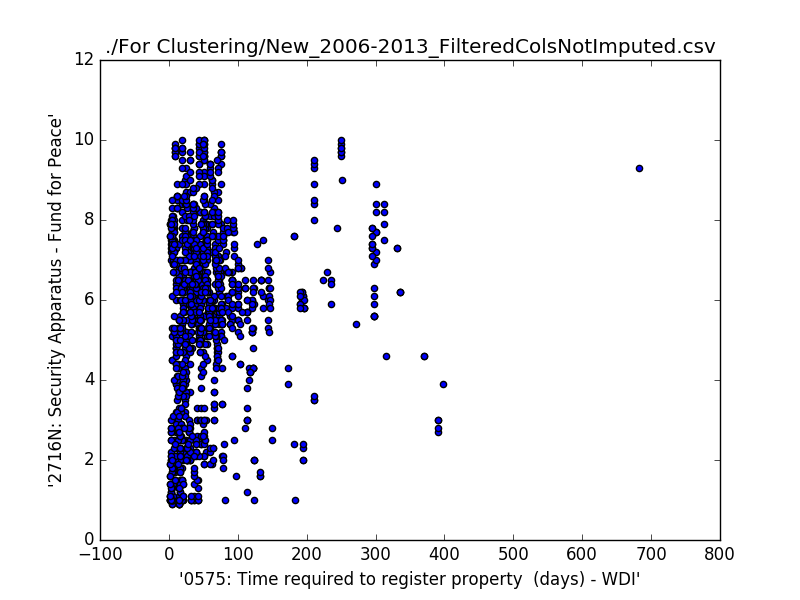 ./For Clustering/New_2006-2013_FilteredColsNotImputed.csv
12
10
8
6
4
2
0
'2716N: Security Apparatus - Fund for Peace'
−100 0 100 200 300 400 500 600 700 800
'0575: Time required to register property  (days) - WDI'